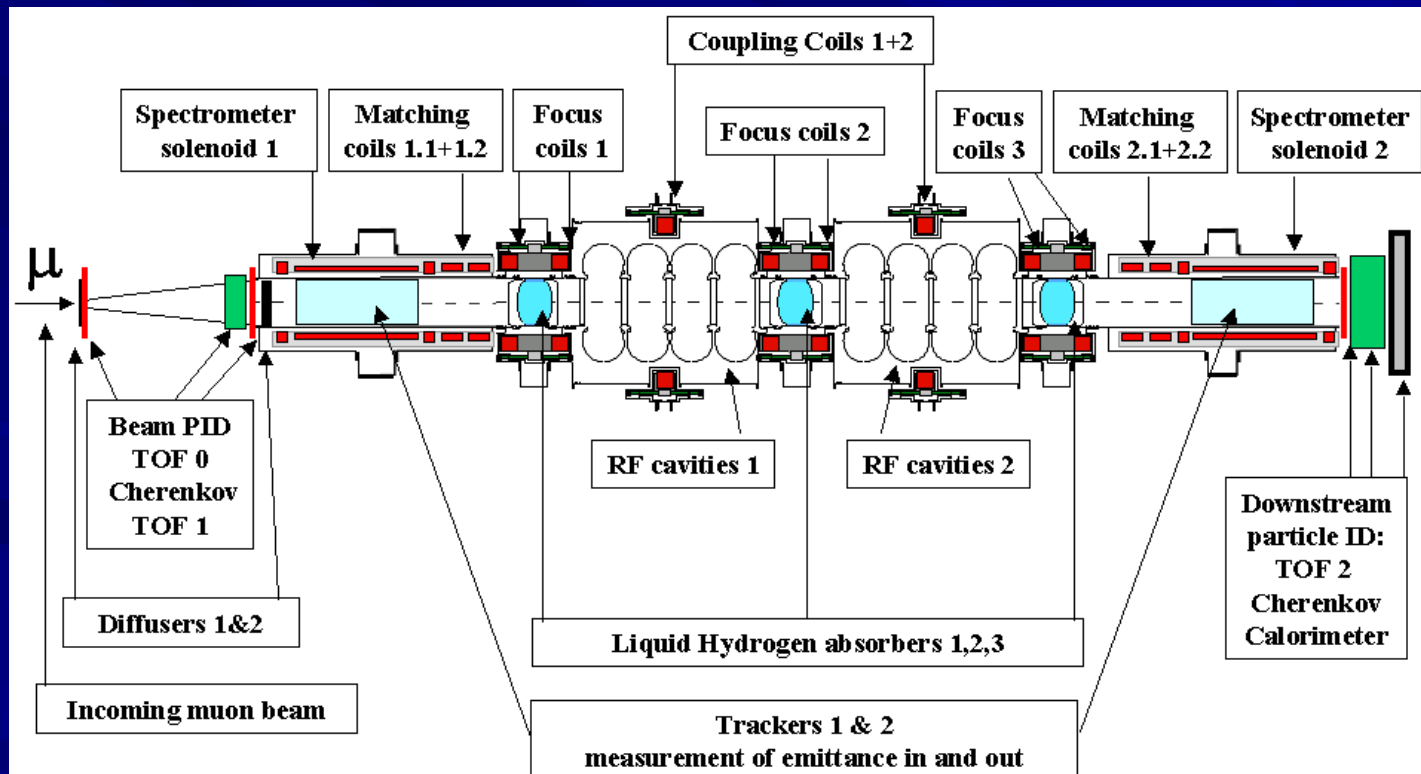 Coupling Coils 1+2
Spectrometer
solenoid 1
Matching
coils 1.1+1.2
Focus
coils 1
Focus coils 2
Focus
coils 3
Matching
coils 2.1+2.2
Spectrometer
solenoid 2
μ
Beam PID
TOF 0
Cherenkov
TOF 1
RF cavities 1
RF cavities 2
Downstream
particle ID:
TOF 2
Cherenkov
Calorimeter
Diffusers 1&2
Liquid Hydrogen absorbers 1,2,3
Incoming muon beam
Trackers 1 & 2
measurement of emittance in and out